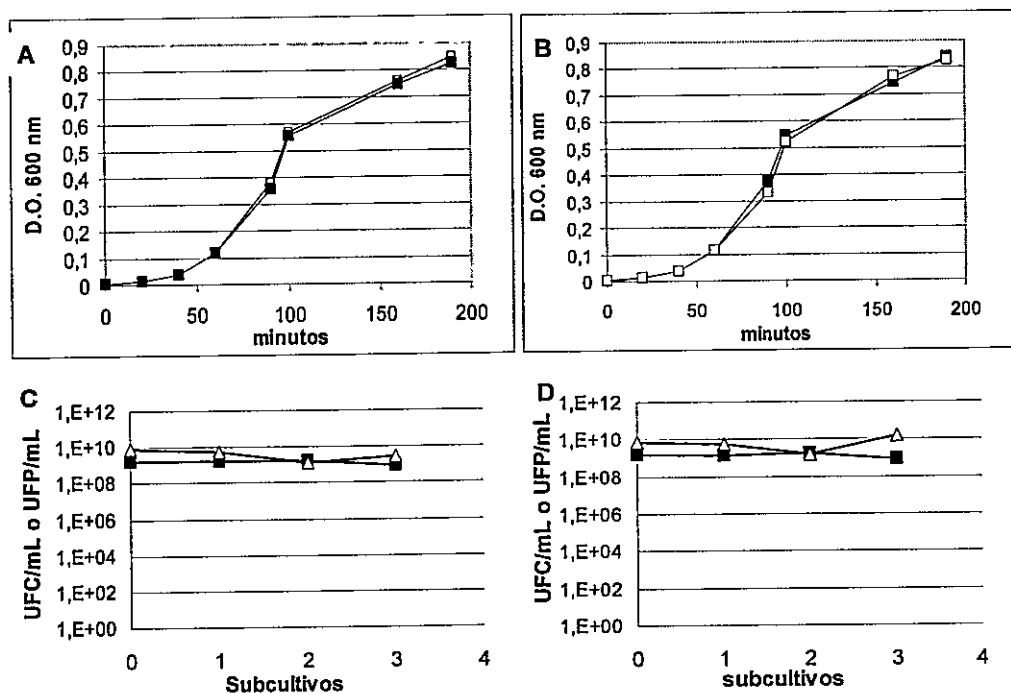 A
0,9
0,8
0,7
0,6
0,5
0,4
0,3
0,2
0,1
0
D.O. 600 nm
0 50 100 150 200
minutos
B
0,9
0,8
0,7
0,6
0,5
0,4
0,3
0,2
0,1
0
D.O. 600 nm
0 50 100 150 200
minutos
C
1,E+12
1,E+10
1,E+08
1,E+06
1,E+04
1,E+02
1,E+00
UFC/mL o UFP/mL
0 1 2 3 4
Subcultivos
D
1,E+12
1,E+10
1,E+08
1,E+06
1,E+04
1,E+02
1,E+00
UFC/mL o UFP/mL
0 1 2 3 4
subcultivos